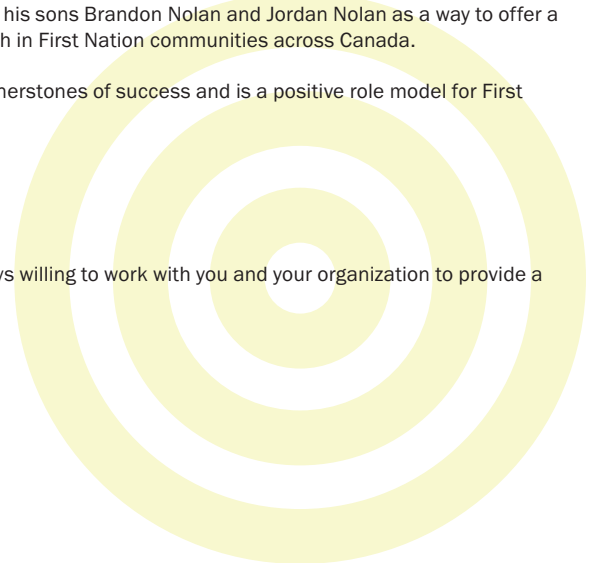 his sons Brandon Nolan and Jordan Nolan as a way to offer a
h in First Nation communities across Canada.
nerstones of success and is a positive role model for First
ys willing to work with you and your organization to provide a